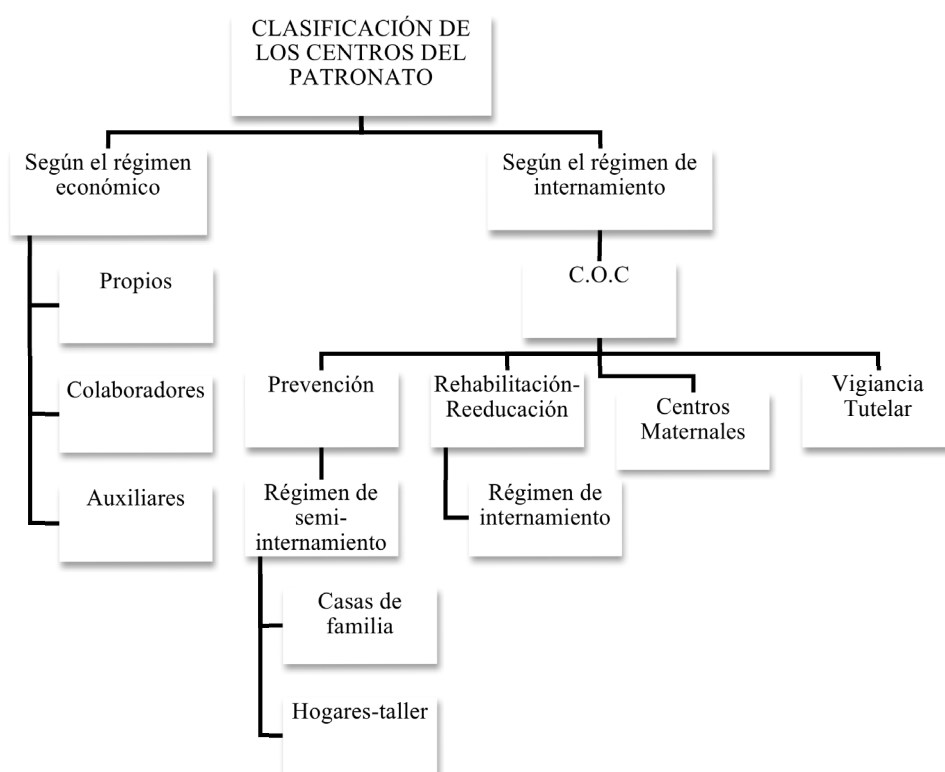 CLASIFICACIÓN DE
LOS CENTROS DEL
PATRONATO
Según el régimen
económico
Según el régimen de
internamiento
Propios
C.O.C
Colaboradores
Prevención
Rehabilitación-
Reeducación
Centros
Maternales
Vigiancia
Tutelar
Auxiliares
Régimen de
semi-
internamiento
Régimen de
internamiento
Casas de
familia
Hogares-taller